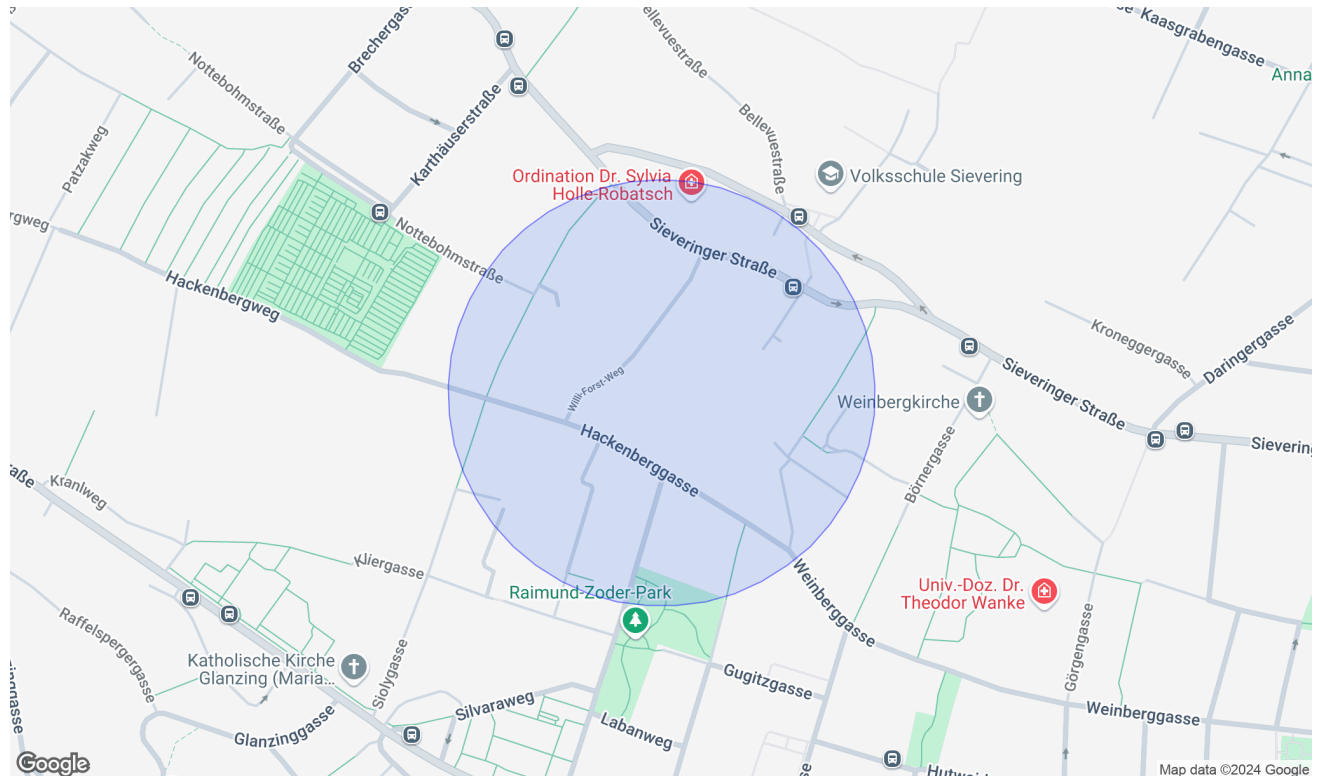 Kaasgrabengasse
Anna
Brechergasse
Bellevuestraße
Nottebohmstraße
Bellevuestraße
Patzakweg
Karthäuserstraße
Ordination Dr. Sylvia
Holle-Robatsch
Volksschule Sievering
rgweg
Nottebohmstraße
Sieveringer Straße
Hackenbergweg
Kroneggergasse
Daringergasse
Sieveringer Straße
Willi-Forst-Weg
Weinbergkirche
Hackenberggasse
Sievering
Börnergasse
aße
Kranlweg
Kliergasse
Raimund-Zoder-Park
Weinberggasse
Univ.-Doz. Dr.
Theodor Wanke
Raffelspergergasse
Katholische Kirche
Glanzing (Maria...
Siolygasse
Görgengasse
Gugitzgasse
Silvaraweg
Glanzinggasse
Labanweg
Weinberggasse
Google
Map data ©2024 Google